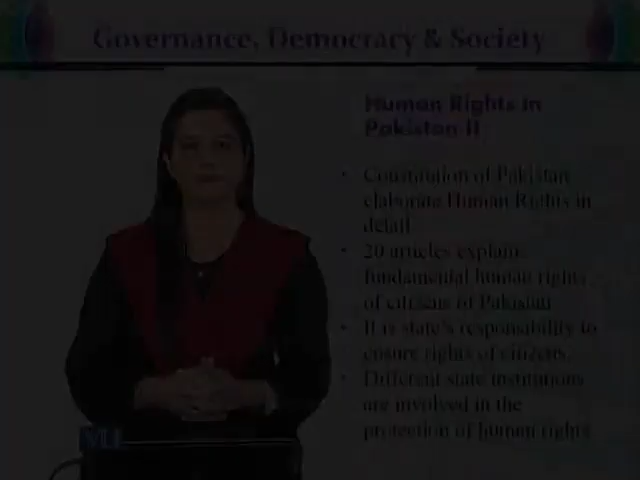 Governance, Democracy & Society
Human Rights in
Pakistan II
• Constitution of Pakistan
elaborate Human Rights in
detail
• 20 articles explain
fundamental human rights
of citizens of Pakistan
• It is state's responsibility to
ensure rights of citizens
• Different state institutions
are involved in the
protection of human rights
VU